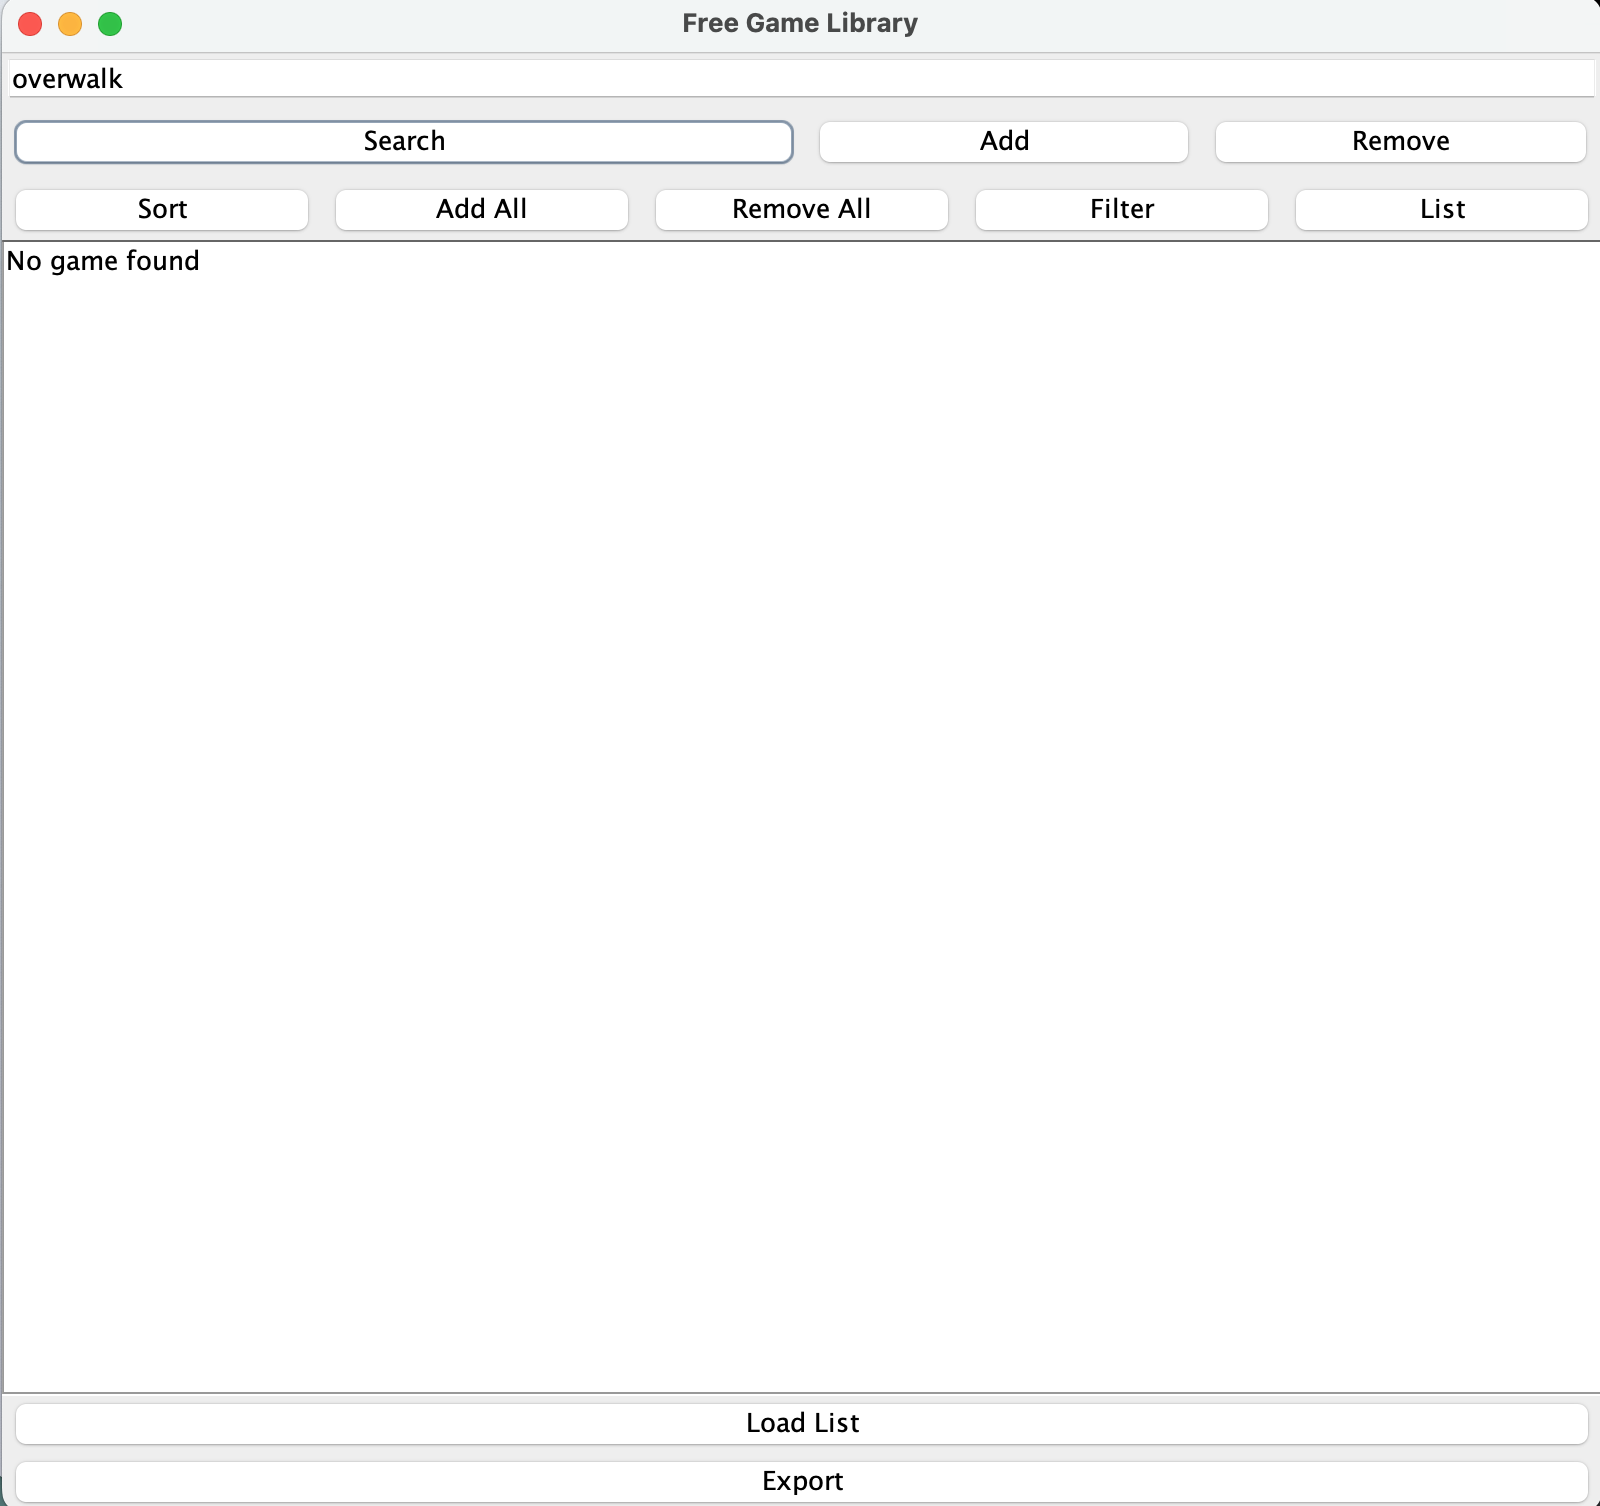 Free Game Library
overwalk
Search Add Remove
Sort Add All Remove All Filter List
No game found
Load List
Export